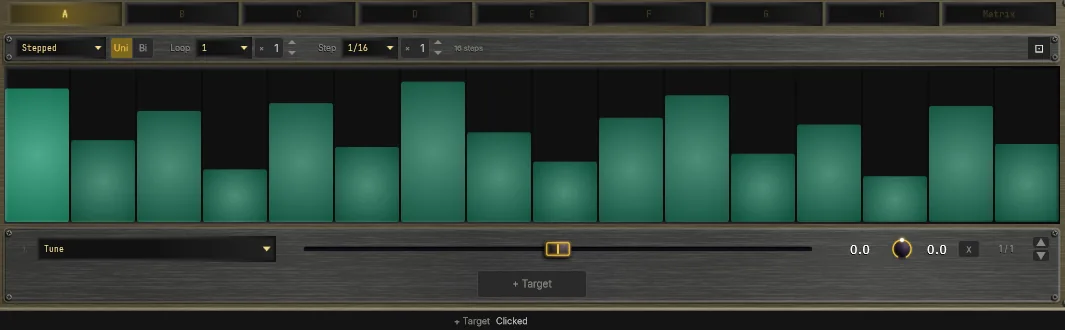 A B C D E F G H Matrix
Stepped Uni Bi Loop 1 × 1 Step 1/16 × 1 16 steps
1 Tune 0.0 0.0 x 1/1
+ Target
+ Target Clicked